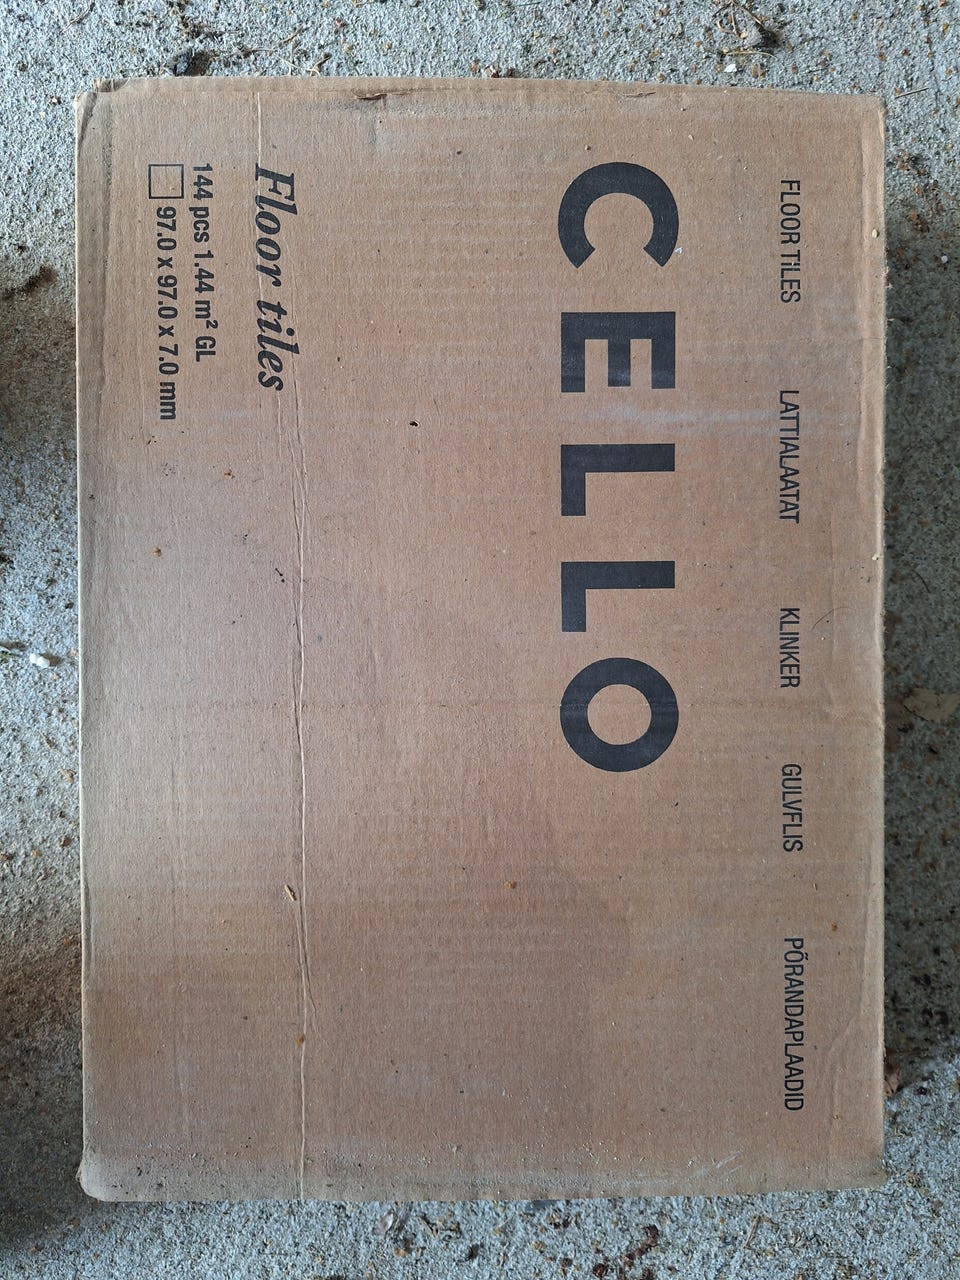 FLOOR TILES LATTIALAATAT KLINKER GULVFLIS PÕRANDAPLAADID
CELLO
Floor tiles
144 pcs 1.44 m² GL
97.0 x 97.0 x 7.0 mm